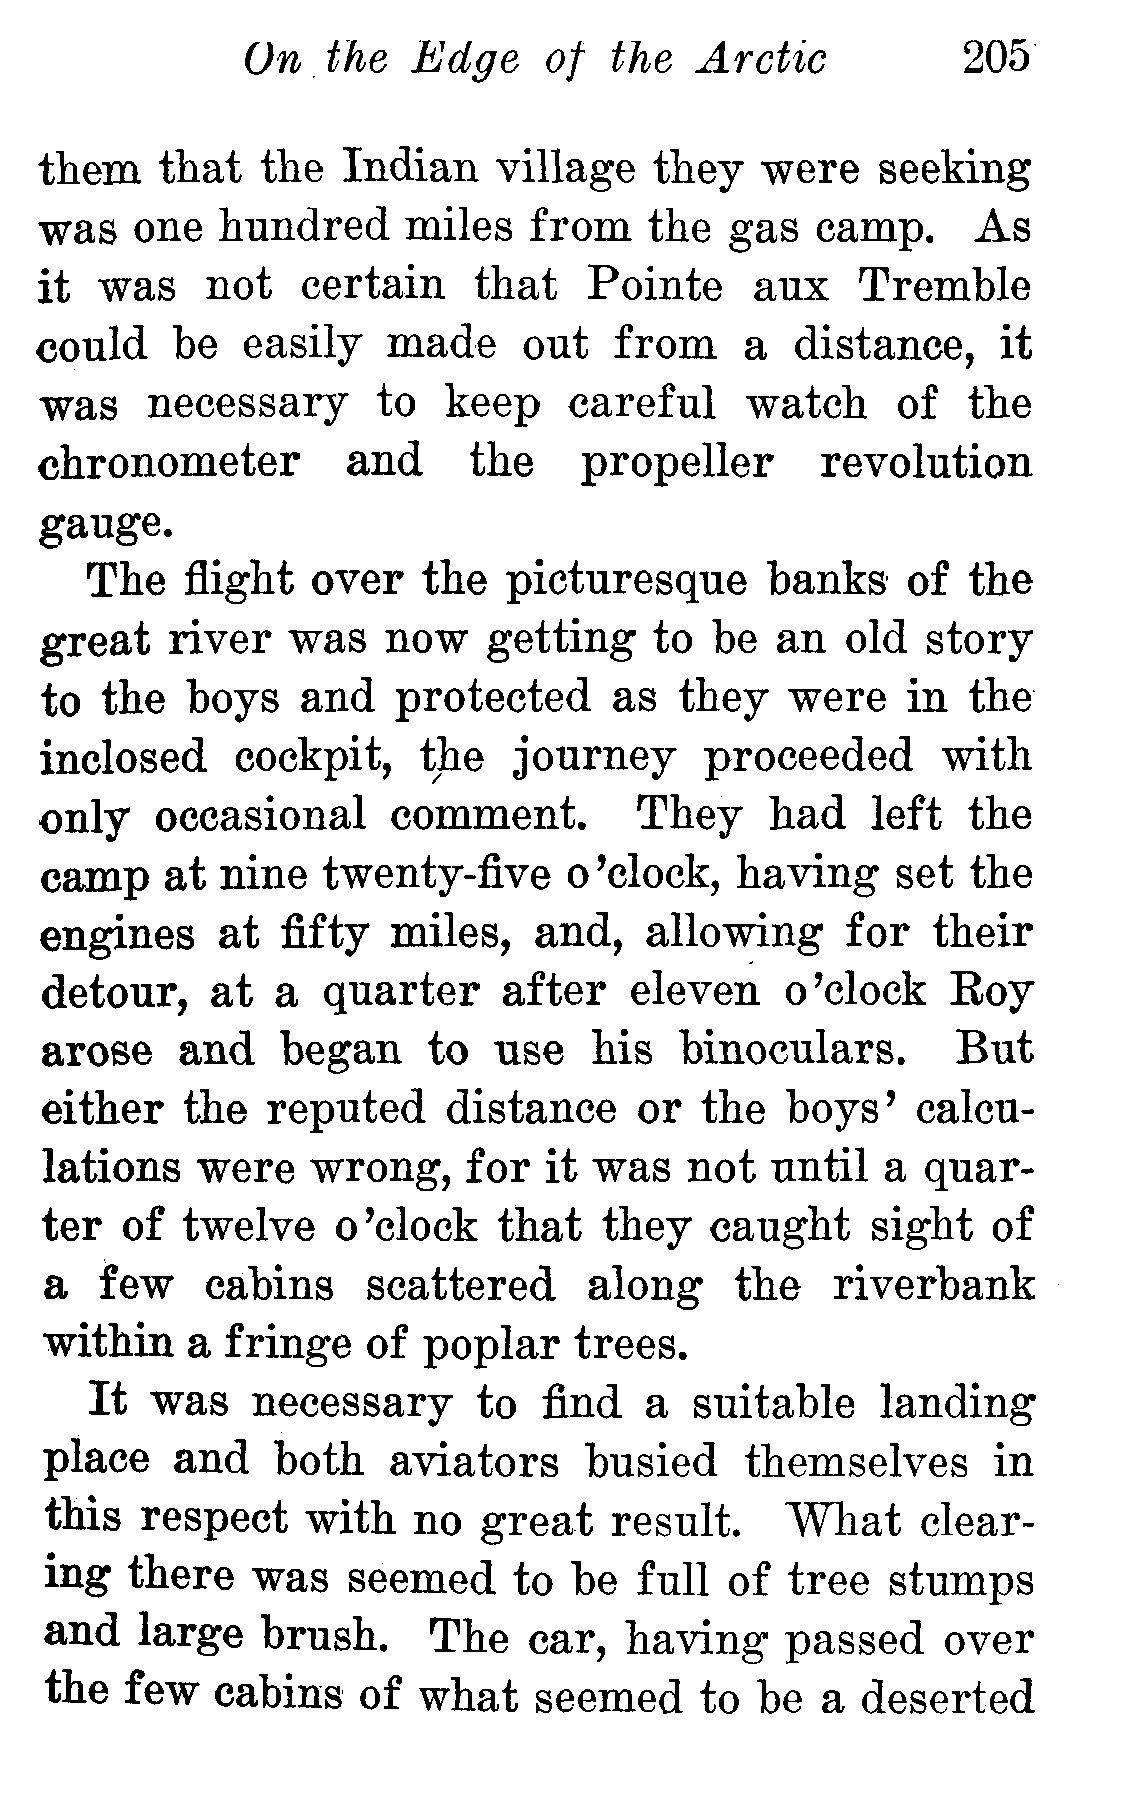 On the Edge of the Arctic 205
them that the Indian village they were seeking
was one hundred miles from the gas camp. As
it was not certain that Pointe aux Tremble
could be easily made out from a distance, it
was necessary to keep careful watch of the
chronometer and the propeller revolution
gauge.
The flight over the picturesque banks of the
great river was now getting to be an old story
to the boys and protected as they were in the
inclosed cockpit, the journey proceeded with
only occasional comment. They had left the
camp at nine twenty-five o'clock, having set the
engines at fifty miles, and, allowing for their
detour, at a quarter after eleven o'clock Roy
arose and began to use his binoculars. But
either the reputed distance or the boys' calcu-
lations were wrong, for it was not until a quar-
ter of twelve o'clock that they caught sight of
a few cabins scattered along the riverbank
within a fringe of poplar trees.
It was necessary to find a suitable landing
place and both aviators busied themselves in
this respect with no great result. What clear-
ing there was seemed to be full of tree stumps
and large brush. The car, having passed over
the few cabins of what seemed to be a deserted